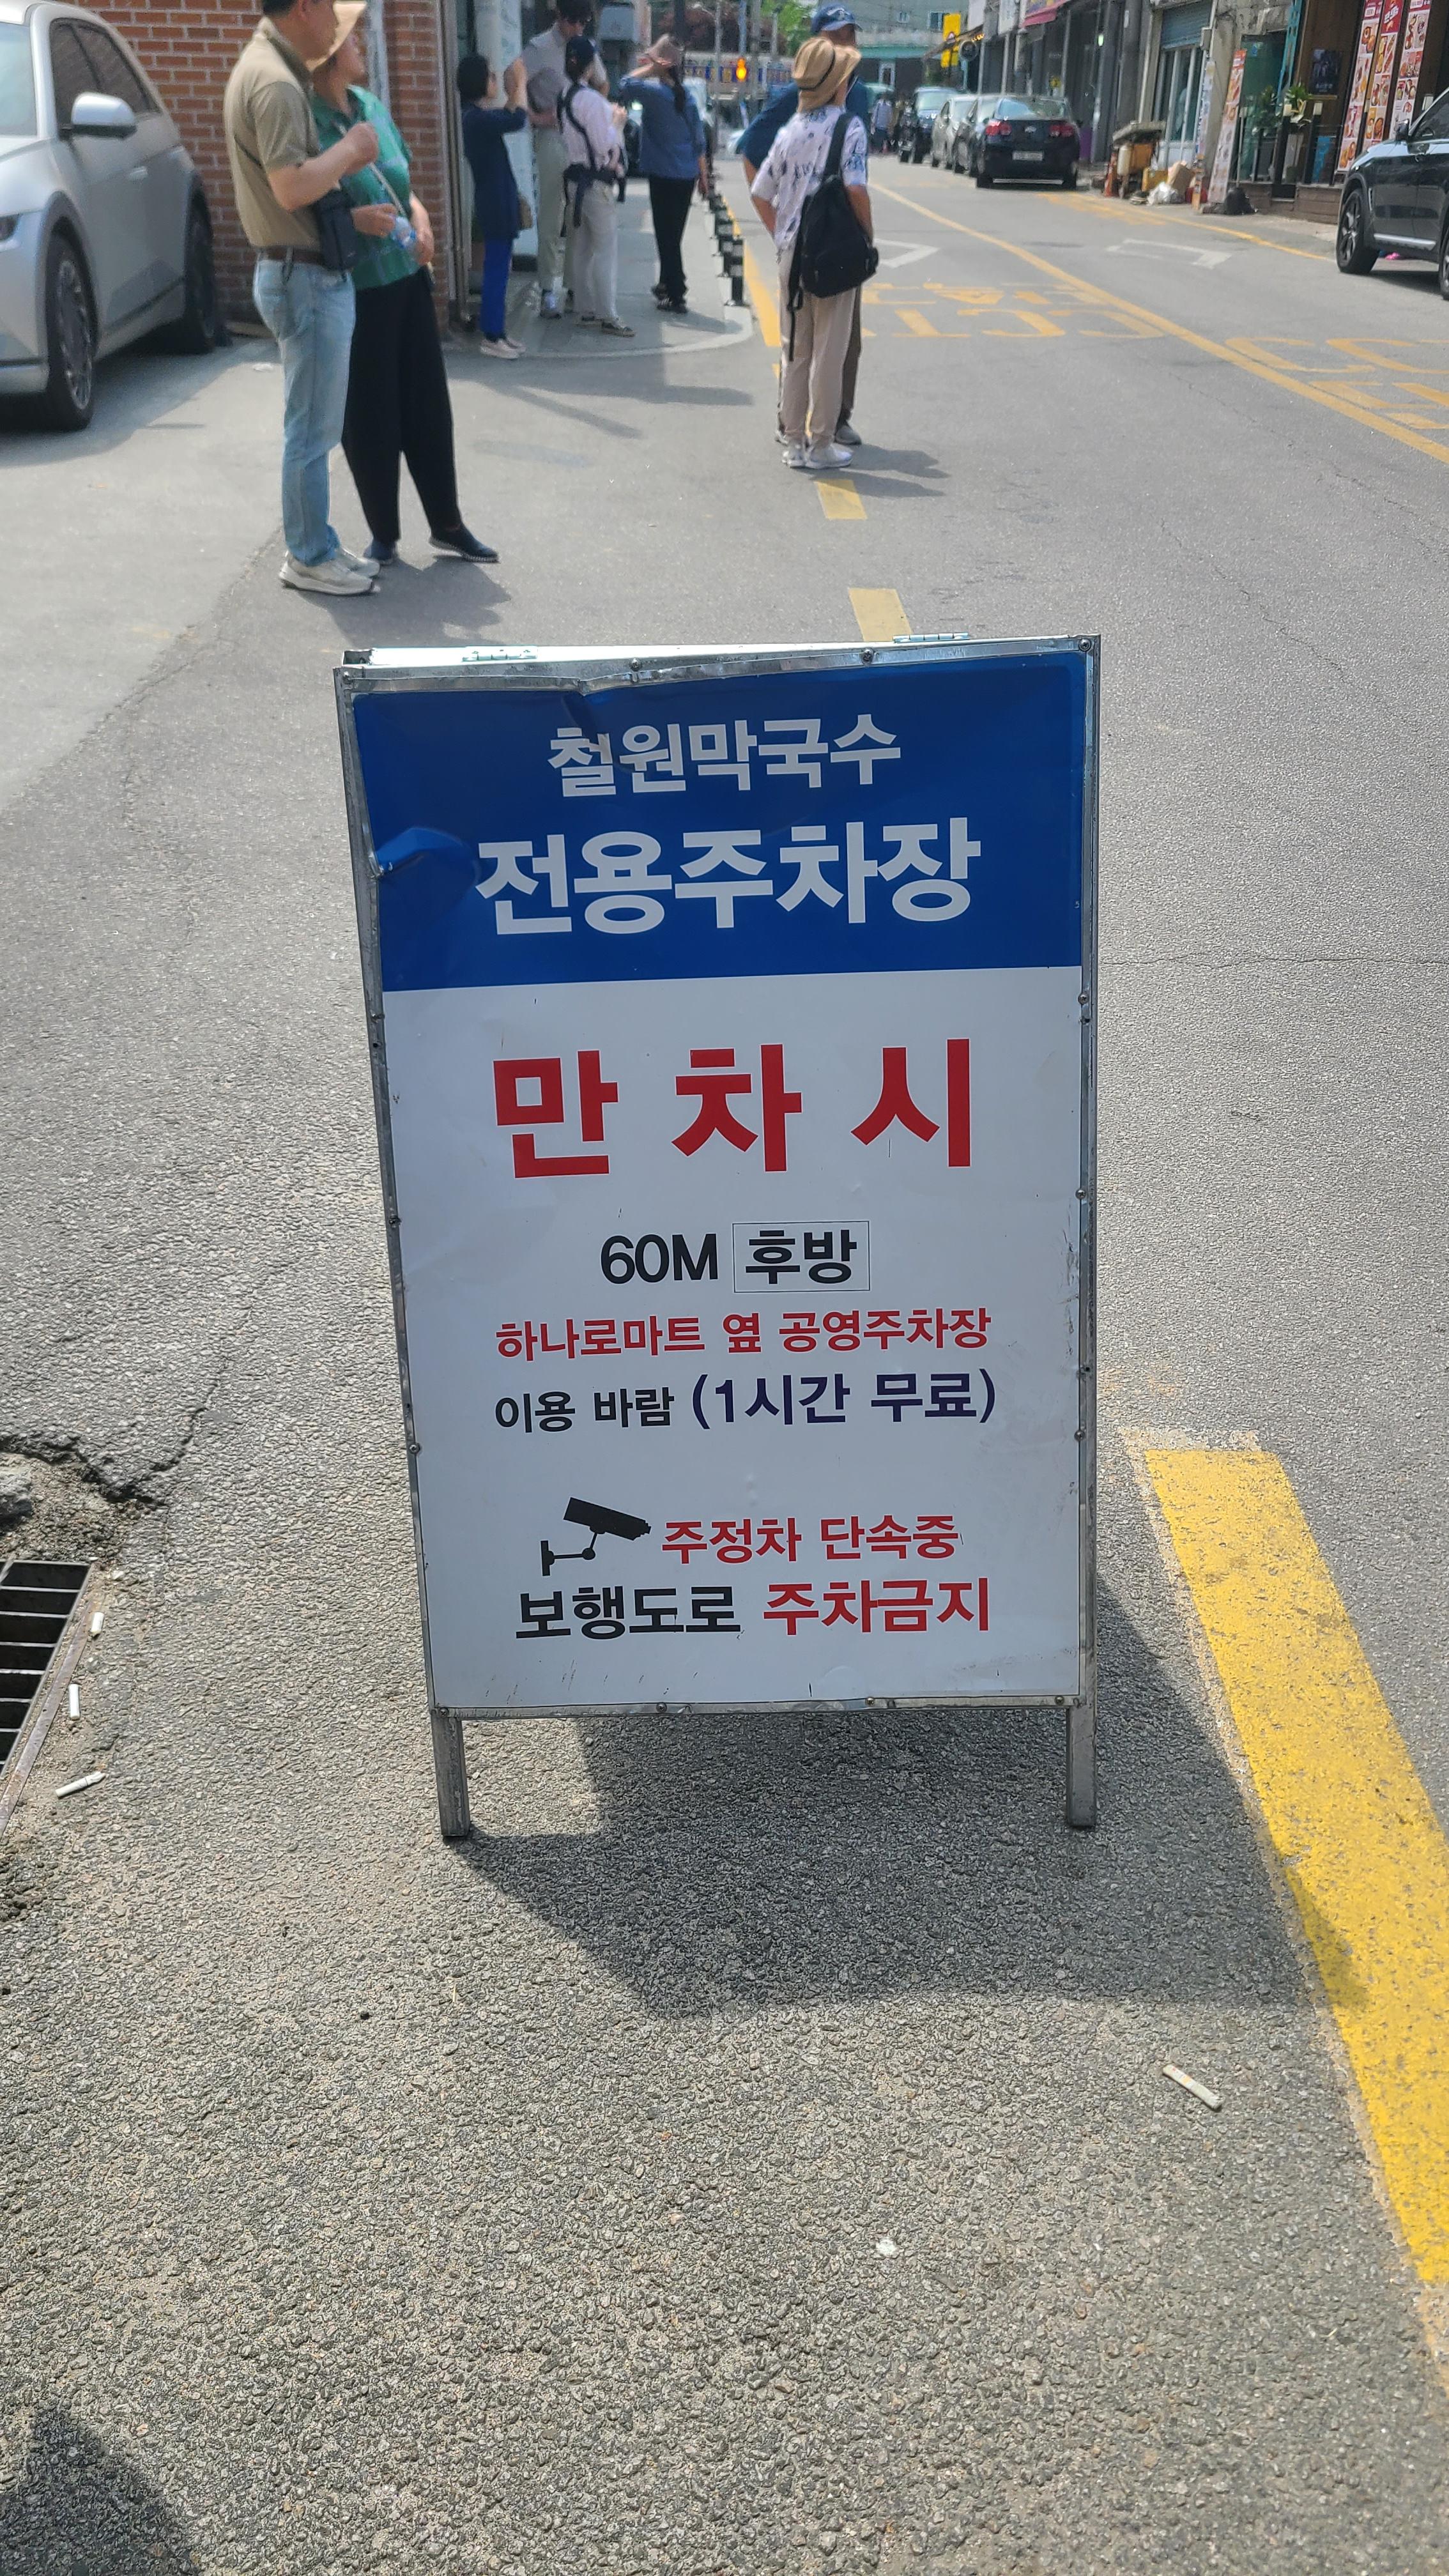 철원막국수
전용주차장
만 차 시
60M 후방
하나로마트 옆 공영주차장
이용 바람 (1시간 무료)
주정차 단속중
보행도로 주차금지